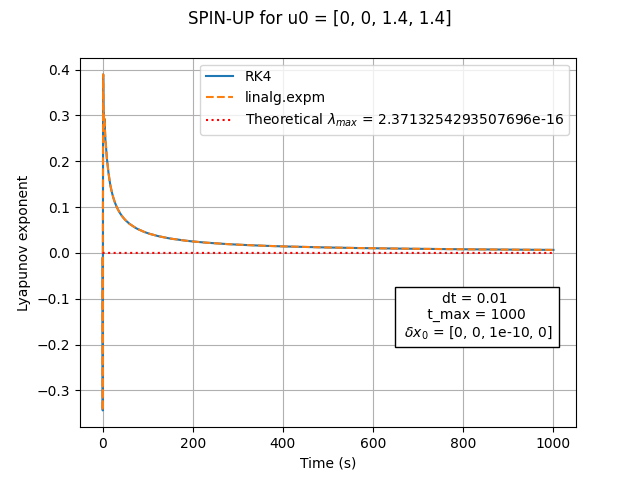 SPIN-UP for u0 = [0, 0, 1.4, 1.4]
0.4
0.3
0.2
0.1
0.0
−0.1
−0.2
−0.3
Lyapunov exponent
RK4
linalg.expm
Theoretical λmax = 2.3713254293507696e-16
dt = 0.01
t_max = 1000
δx0 = [0, 0, 1e-10, 0]
0 200 400 600 800 1000
Time (s)